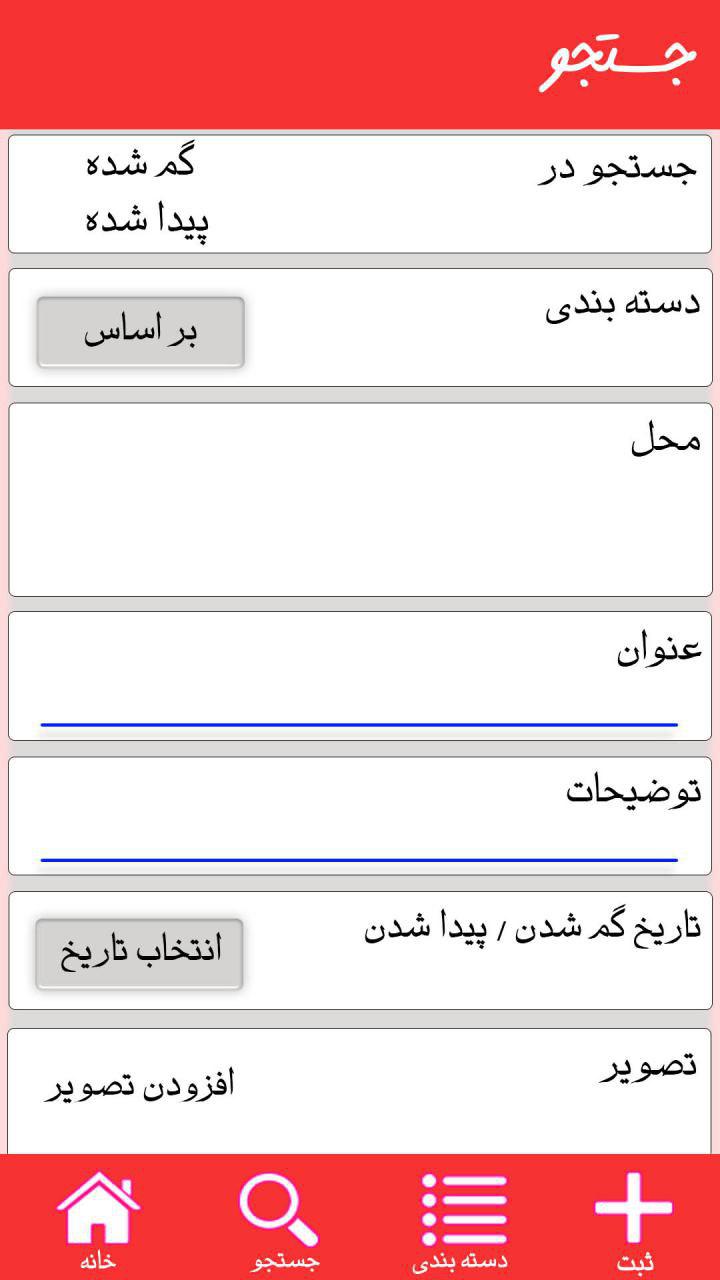 جستجو
جستجو در
گم شده
پیدا شده
دسته بندی
بر اساس
محل
عنوان
توضیحات
تاریخ گم شدن / پیدا شدن
انتخاب تاریخ
تصویر
افزودن تصویر
ثبت
دسته بندی
جستجو
خانه